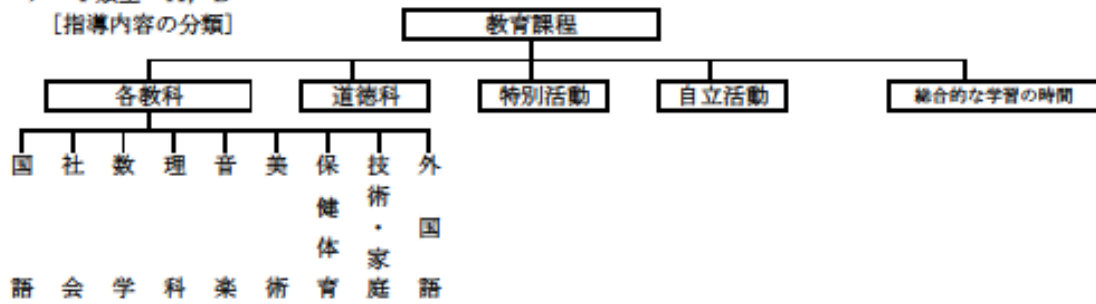 [指導内容の分類]
教育課程
各教科
道徳科
特別活動
自立活動
総合的な学習の時間
国語
社会
数学
理科
音楽
美術
保健体育
技術・家庭
外国語